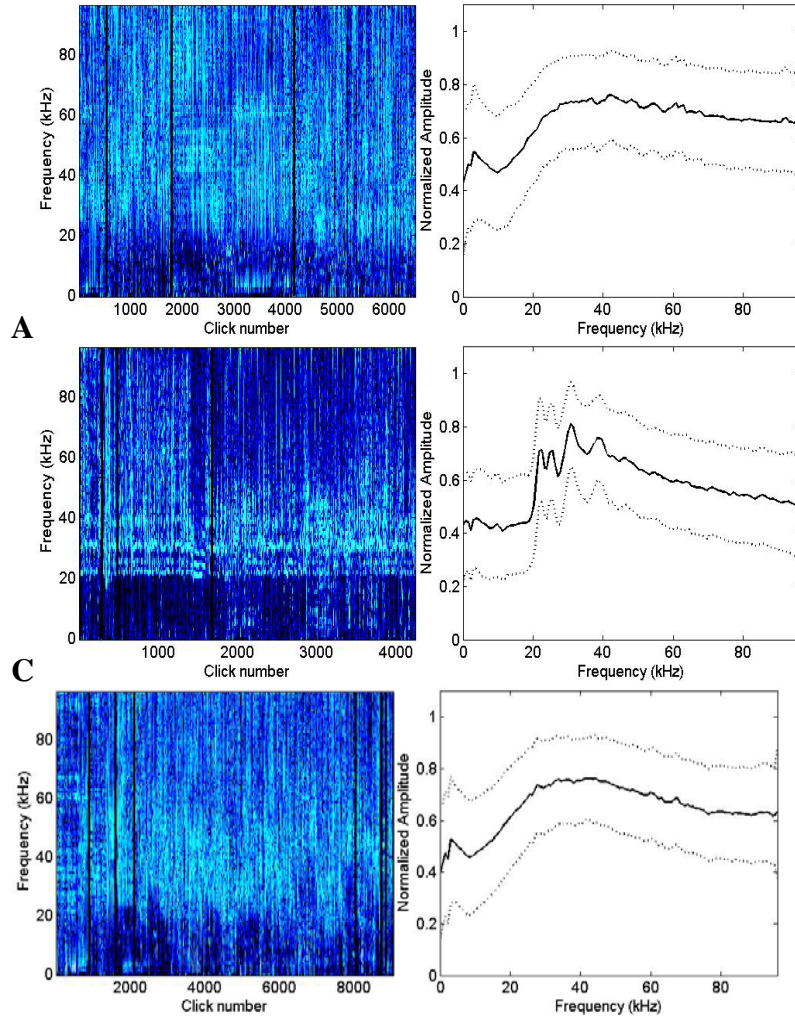 80
60
40
20
0
Frequency (kHz)
1000 2000 3000 4000 5000 6000
Click number
1
0.8
0.6
0.4
0.2
0
Normalized Amplitude
0 20 40 60 80
Frequency (kHz)
A
80
60
40
20
0
Frequency (kHz)
1000 2000 3000 4000
Click number
1
0.8
0.6
0.4
0.2
0
Normalized Amplitude
0 20 40 60 80
Frequency (kHz)
C
80
60
40
20
0
Frequency (kHz)
2000 4000 6000 8000
Click number
1
0.8
0.6
0.4
0.2
0
Normalized Amplitude
0 20 40 60 80
Frequency (kHz)